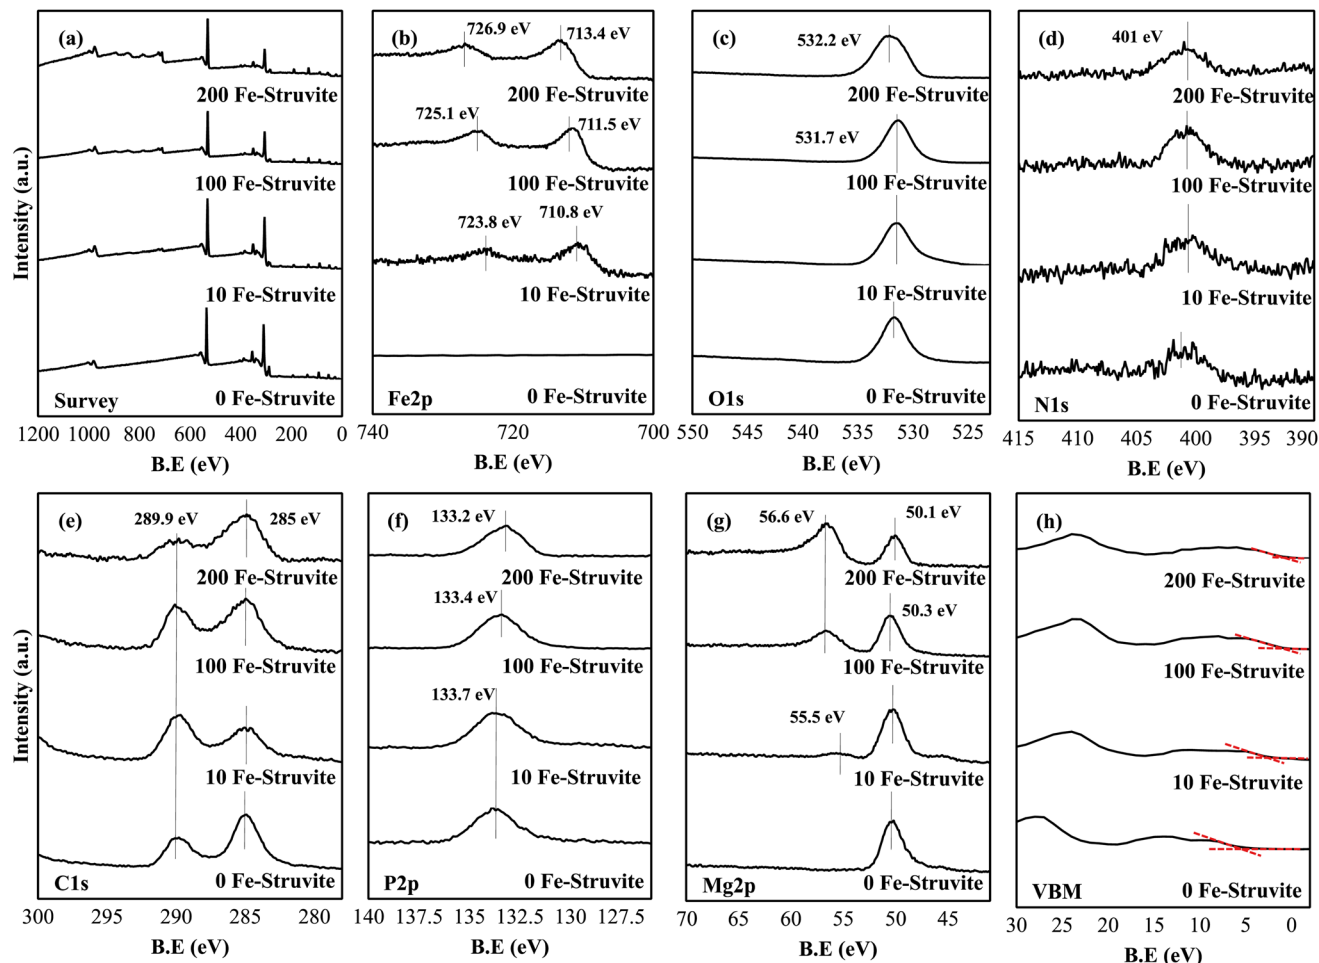 Intensity (a.u.)
(a)
200 Fe-Struvite
100 Fe-Struvite
10 Fe-Struvite
Survey
0 Fe-Struvite
1200 1000 800 600 400 200 0
B.E (eV)
(b)
726.9 eV
713.4 eV
200 Fe-Struvite
725.1 eV
711.5 eV
100 Fe-Struvite
723.8 eV
710.8 eV
10 Fe-Struvite
Fe2p
0 Fe-Struvite
740 720 700
B.E (eV)
(c)
532.2 eV
200 Fe-Struvite
531.7 eV
100 Fe-Struvite
10 Fe-Struvite
O1s
0 Fe-Struvite
550 545 540 535 530 525
B.E (eV)
(d)
401 eV
200 Fe-Struvite
100 Fe-Struvite
10 Fe-Struvite
0 Fe-Struvite
N1s
415 410 405 400 395 390
B.E (eV)
Intensity (a.u.)
(e)
289.9 eV
285 eV
200 Fe-Struvite
100 Fe-Struvite
10 Fe-Struvite
0 Fe-Struvite
C1s
300 290 285 280
B.E (eV)
(f)
133.2 eV
200 Fe-Struvite
133.4 eV
100 Fe-Struvite
133.7 eV
10 Fe-Struvite
P2p
0 Fe-Struvite
140 137.5 135 132.5 130 127.5
B.E (eV)
(g)
56.6 eV
50.1 eV
200 Fe-Struvite
50.3 eV
100 Fe-Struvite
55.5 eV
10 Fe-Struvite
Mg2p
0 Fe-Struvite
70 60 55 50 45
B.E (eV)
(h)
200 Fe-Struvite
100 Fe-Struvite
10 Fe-Struvite
VBM
0 Fe-Struvite
30 25 20 15 10 5 0
B.E (eV)